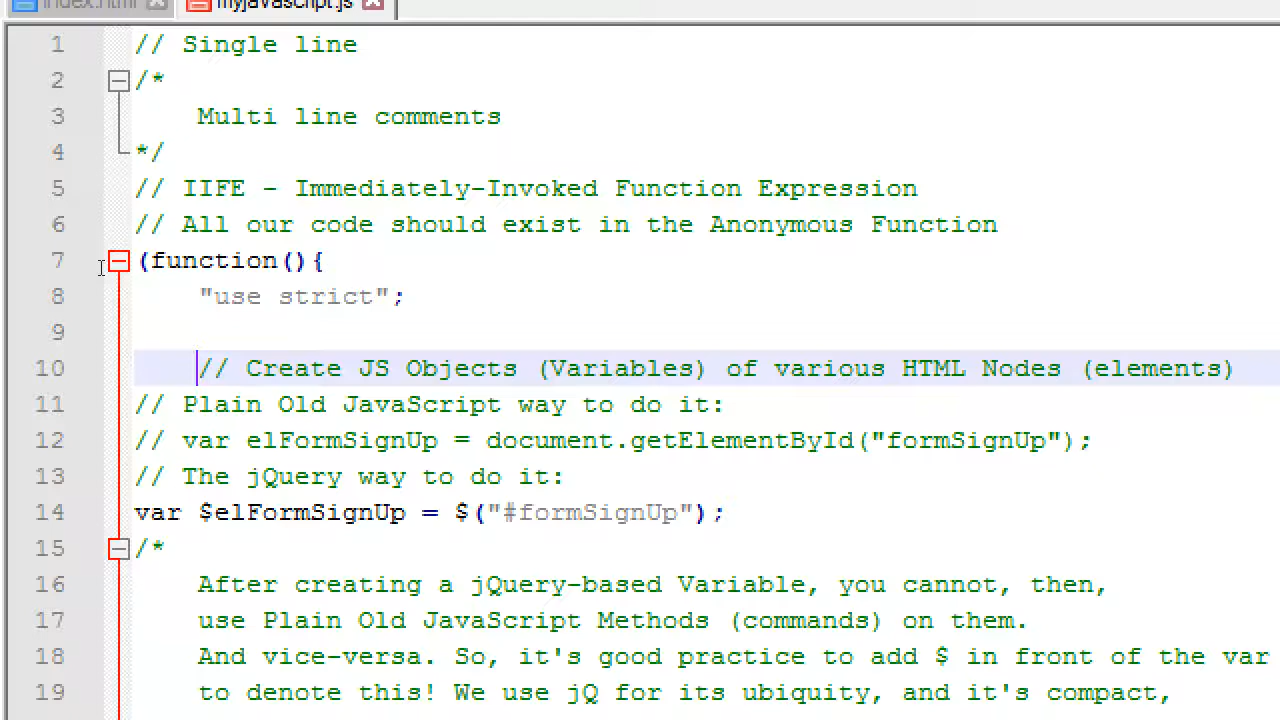 index.html myjavascript.js
1 // Single line
2 /*
3 Multi line comments
4 */
5 // IIFE - Immediately-Invoked Function Expression
6 // All our code should exist in the Anonymous Function
7 (function(){
8 "use strict";
9
10 // Create JS Objects (Variables) of various HTML Nodes (elements)
11 // Plain Old JavaScript way to do it:
12 // var elFormSignUp = document.getElementById("formSignUp");
13 // The jQuery way to do it:
14 var $elFormSignUp = $("#formSignUp");
15 /*
16 After creating a jQuery-based Variable, you cannot, then,
17 use Plain Old JavaScript Methods (commands) on them.
18 And vice-versa. So, it's good practice to add $ in front of the var
19 to denote this! We use jQ for its ubiquity, and it's compact,